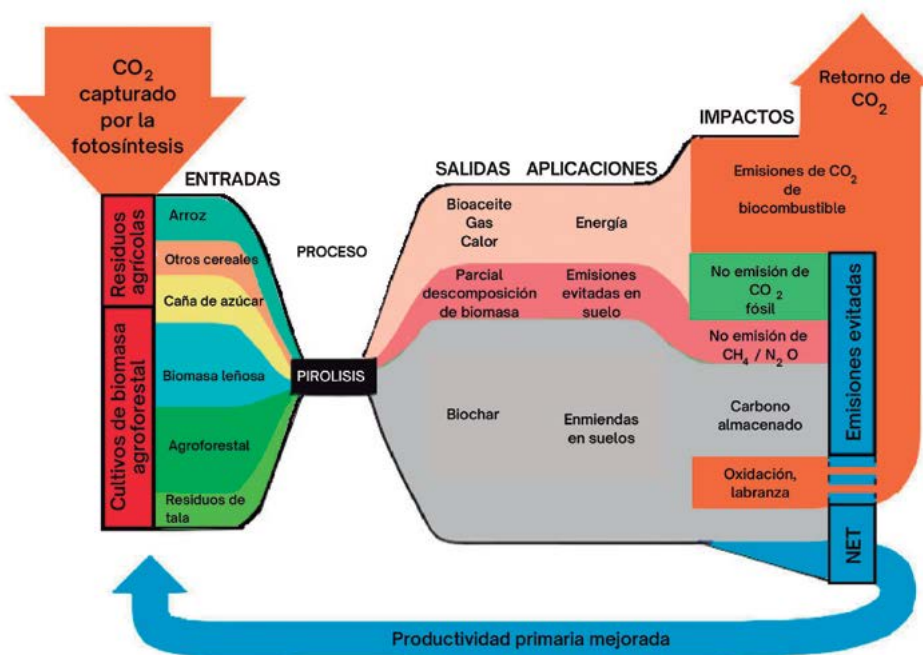 CO₂
capturado
por la
fotosíntesis
Retorno de
CO₂
ENTRADAS
PROCESO
SALIDAS
APLICACIONES
IMPACTOS
Residuos
agrícolas
Cultivos de biomasa
agroforestal
Arroz
Otros cereales
Caña de azúcar
Biomasa leñosa
Agroforestal
Residuos de
tala
PIROLISIS
Bioaceite
Gas
Calor
Parcial
descomposición
de biomasa
Biochar
Energía
Emisiones
evitadas en
suelo
Enmiendas
en suelos
Emisiones de CO₂
de
biocombustible
No emisión de
CO₂
fósil
No emisión de
CH₄ / N₂O
Carbono
almacenado
Oxidación,
labranza
Emisiones evitadas
NET
Productividad primaria mejorada